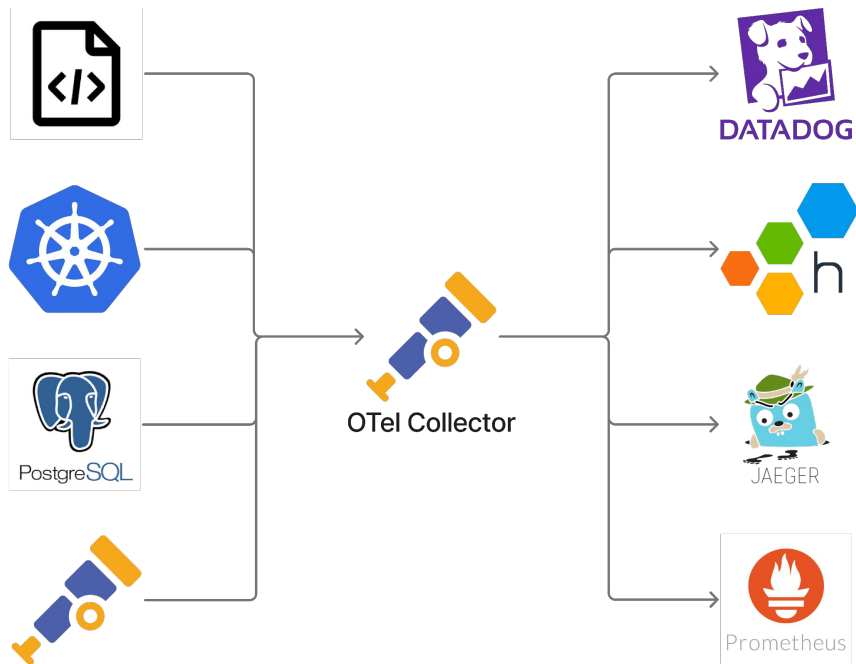 </>
DATADOG
h
PostgreSQL
OTel Collector
JAEGER
Prometheus